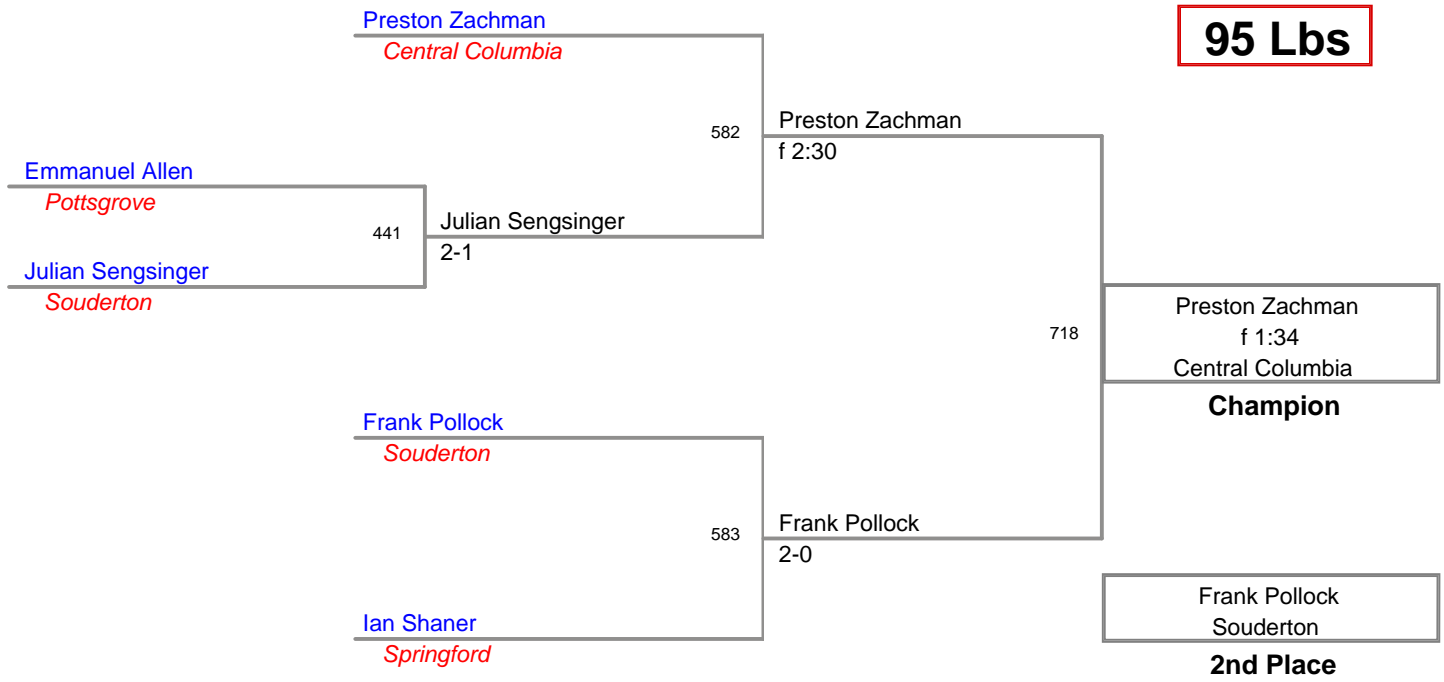 Preston Zachman
Central Columbia
95 Lbs
582
Preston Zachman
f 2:30
Emmanuel Allen
Pottsgrove
441
Julian Sengsinger
2-1
Julian Sengsinger
Souderton
718
Preston Zachman
f 1:34
Central Columbia
Champion
Frank Pollock
Souderton
583
Frank Pollock
2-0
Ian Shaner
Springford
Frank Pollock
Souderton
2nd Place